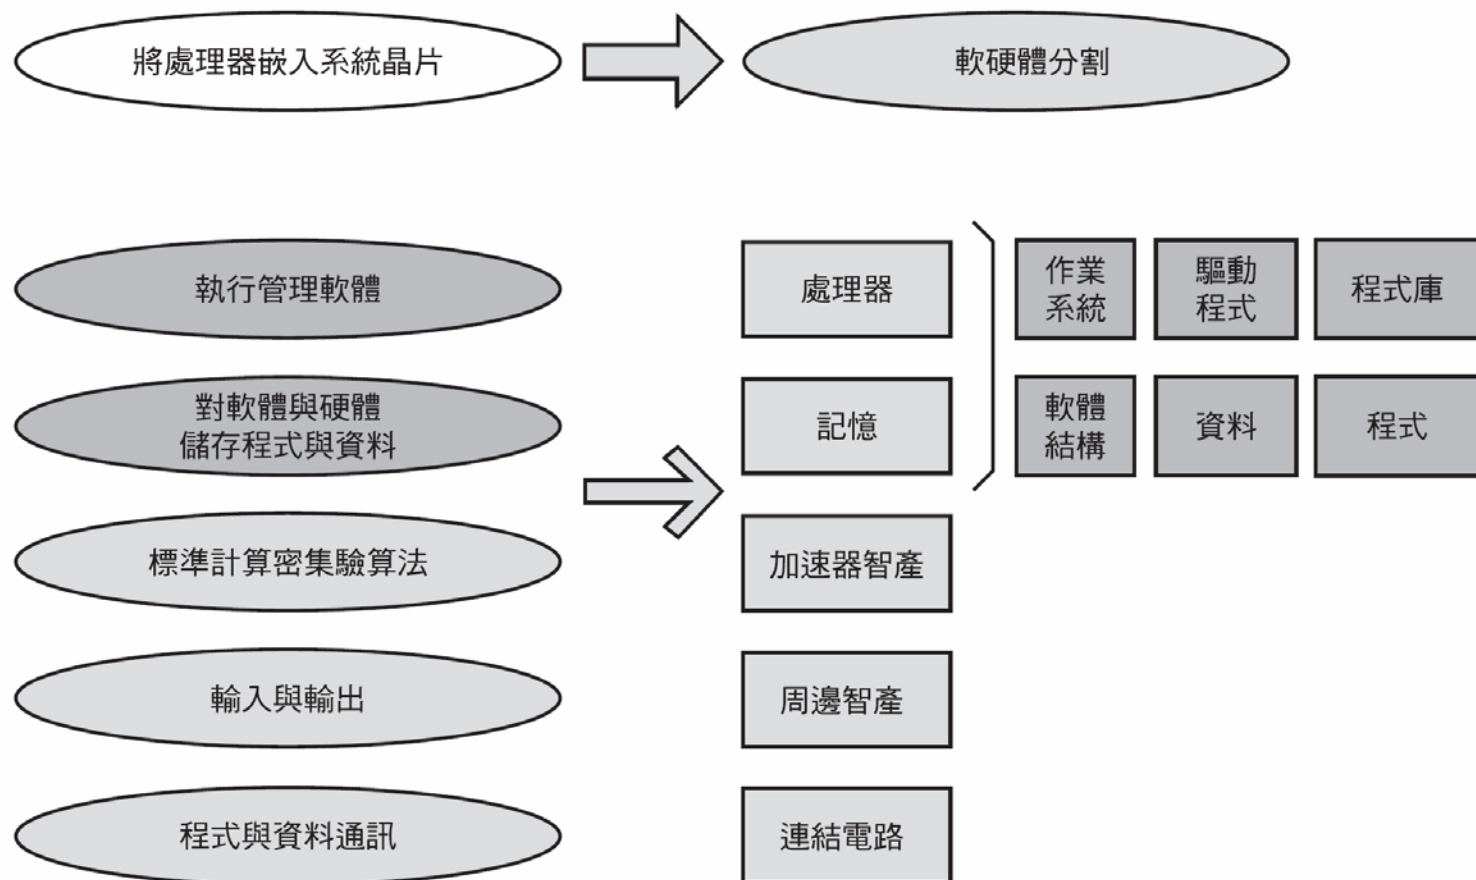 將處理器嵌入系統晶片
軟硬體分割
執行管理軟體
處理器
作業
系統
驅動
程式
程式庫
對軟體與硬體
儲存程式與資料
記憶
軟體
結構
資料
程式
標準計算密集驗算法
加速器智產
輸入與輸出
周邊智產
程式與資料通訊
連結電路